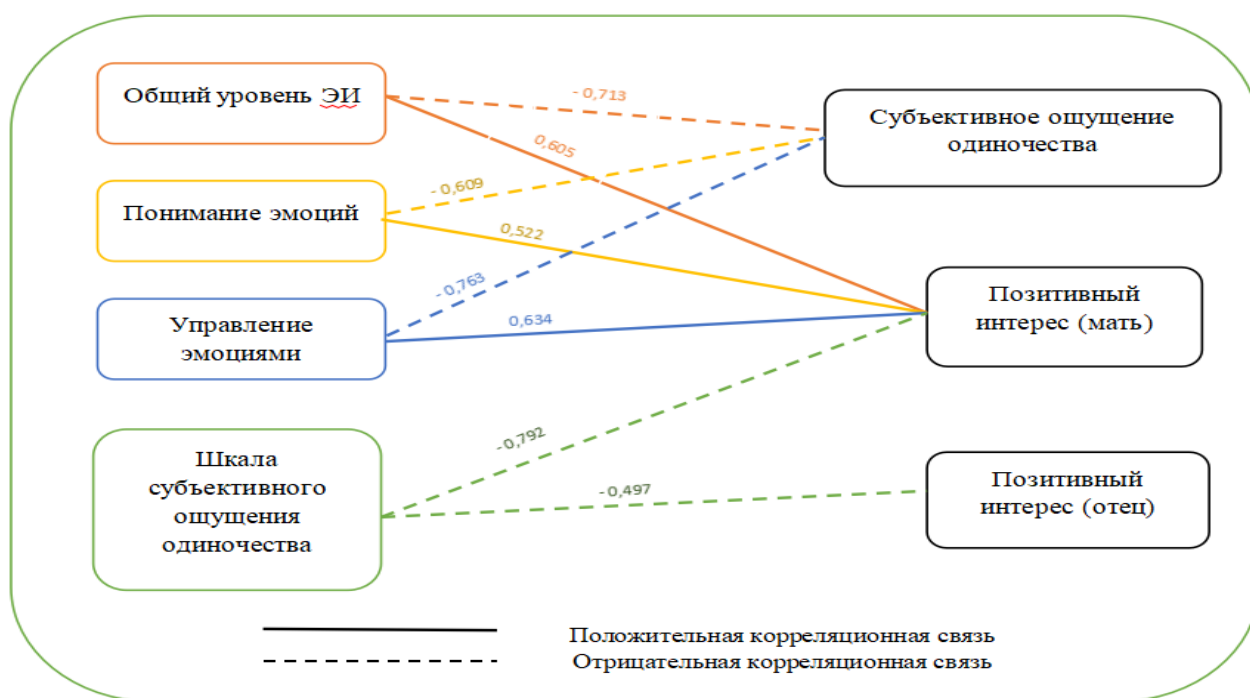 Общий уровень ЭИ
- 0,713
Субъективное ощущение
одиночества
0,605
Понимание эмоций
- 0,609
0,522
Управление
эмоциями
- 0,763
0,634
Позитивный
интерес (мать)
Шкала
субъективного
ощущения
одиночества
- 0,792
- 0,497
Позитивный
интерес (отец)
Положительная корреляционная связь
Отрицательная корреляционная связь